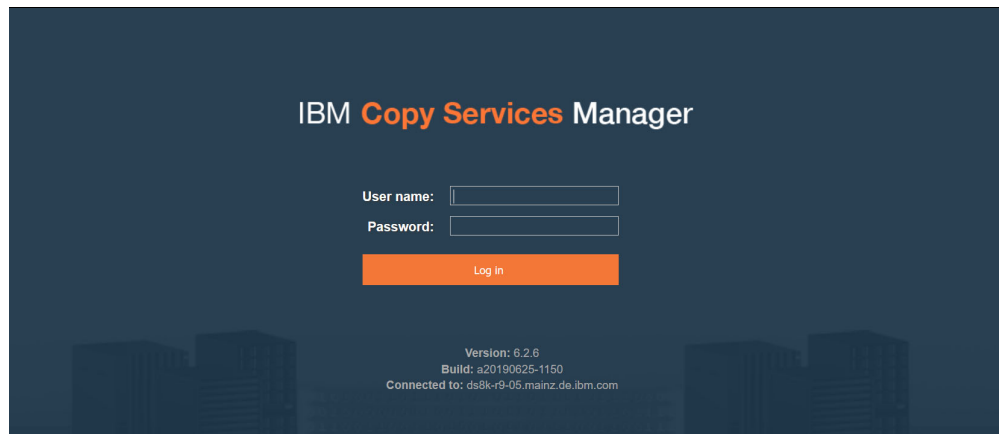 IBM Copy Services Manager
User name:
Password:
Log In
Version: 6.2.6
Build: a20190625-1150
Connected to: ds8k-r9-05.mainz.de.ibm.com